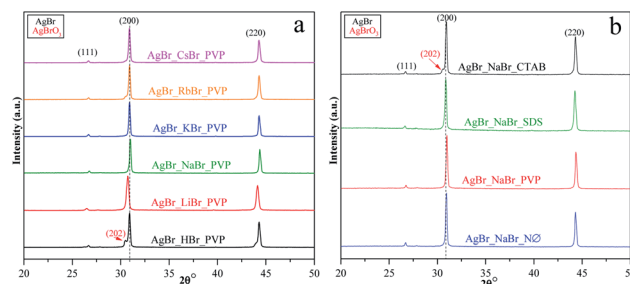 AgBr
AgBrO₃
(111)
(200)
(220)
a
AgBr_CsBr_PVP
AgBr_RbBr_PVP
AgBr_KBr_PVP
AgBr_NaBr_PVP
AgBr_LiBr_PVP
(202)
AgBr_HBr_PVP
Intensity (a.u.)
20 25 30 35 40 45 50
2θ°
AgBr
AgBrO₃
(111)
(202)
(200)
(220)
b
AgBr_NaBr_CTAB
AgBr_NaBr_SDS
AgBr_NaBr_PVP
AgBr_NaBr_NØ
Intensity (a.u.)
20 25 30 35 40 45 50
2θ°